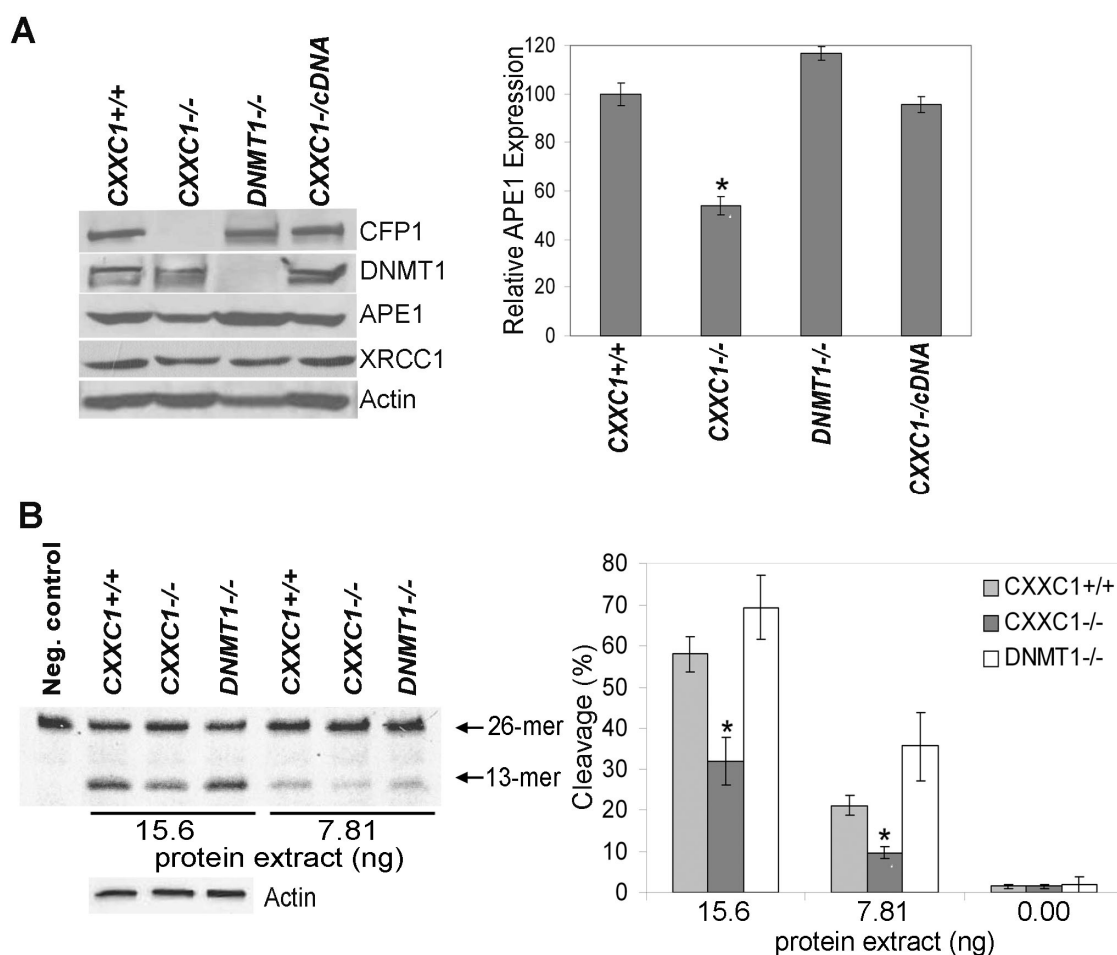 A
CXXC1+/+
CXXC1-/-
DNMT1-/-
CXXC1-/cDNA
CFP1
DNMT1
APE1
XRCC1
Actin
Relative APE1 Expression
120
100
80
60
40
20
0
*
CXXC1+/+
CXXC1-/-
DNMT1-/-
CXXC1-/cDNA
B
Neg. control
CXXC1+/+
CXXC1-/-
DNMT1-/-
CXXC1+/+
CXXC1-/-
DNMT1-/-
26-mer
13-mer
15.6 7.81
protein extract (ng)
Actin
Cleavage (%)
80
70
60
50
40
30
20
10
0
CXXC1+/+
CXXC1-/-
DNMT1-/-
*
*
15.6 7.81 0.00
protein extract (ng)